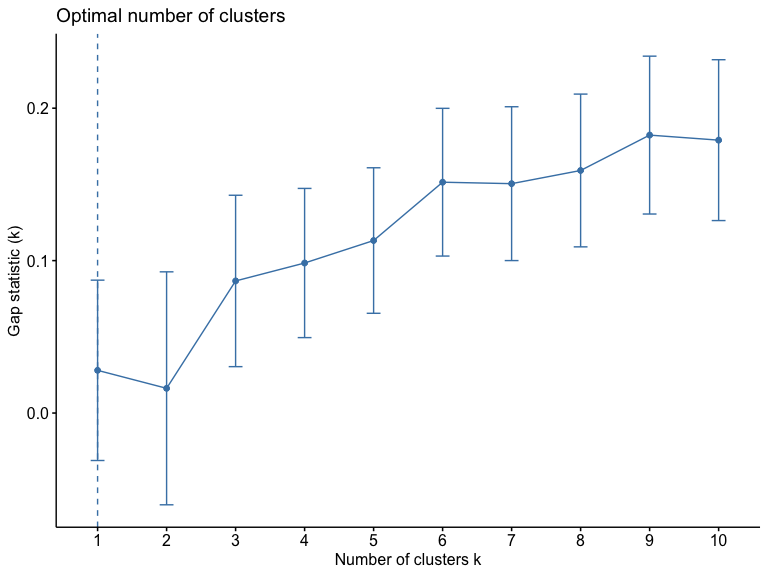 Optimal number of clusters
Gap statistic (k)
0.2
0.1
0.0
1 2 3 4 5 6 7 8 9 10
Number of clusters k